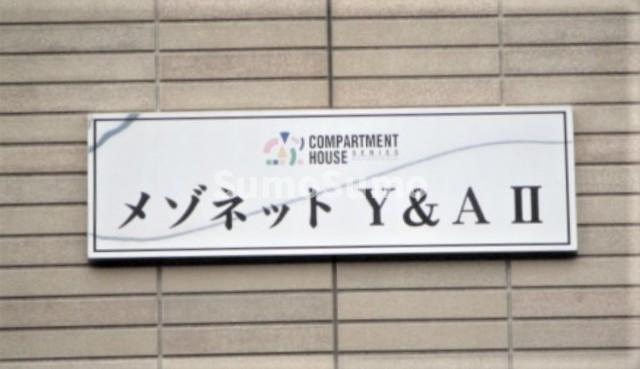 COMPARTMENT
HOUSE SERIES
SumoSumo
メゾネット Y&A II